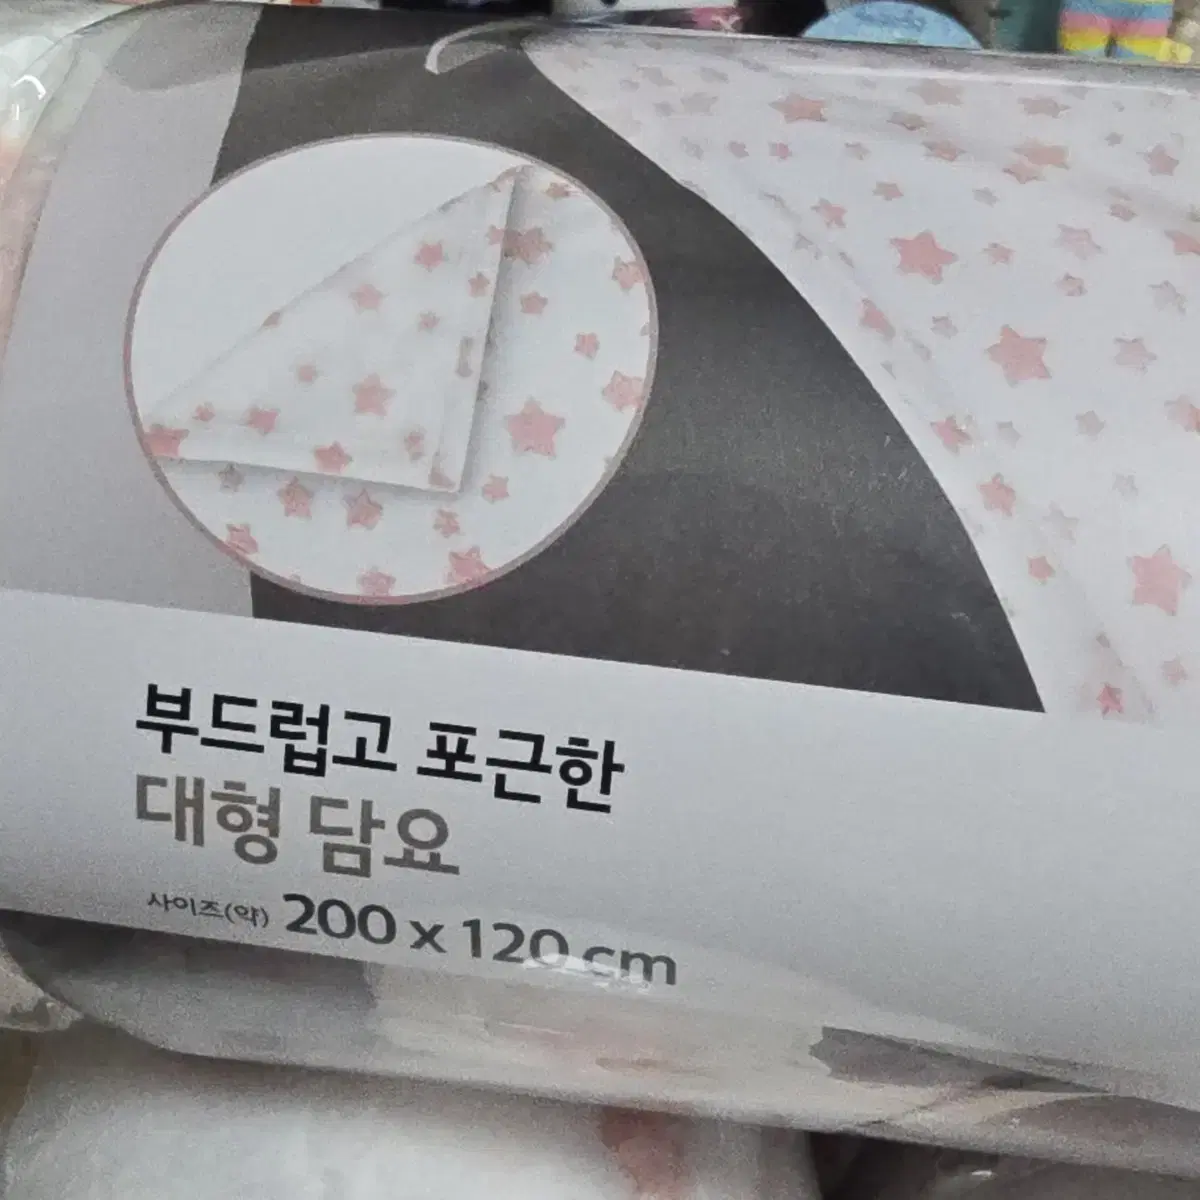 부드럽고 포근한
대형 담요
사이즈(약) 200 x 120 cm